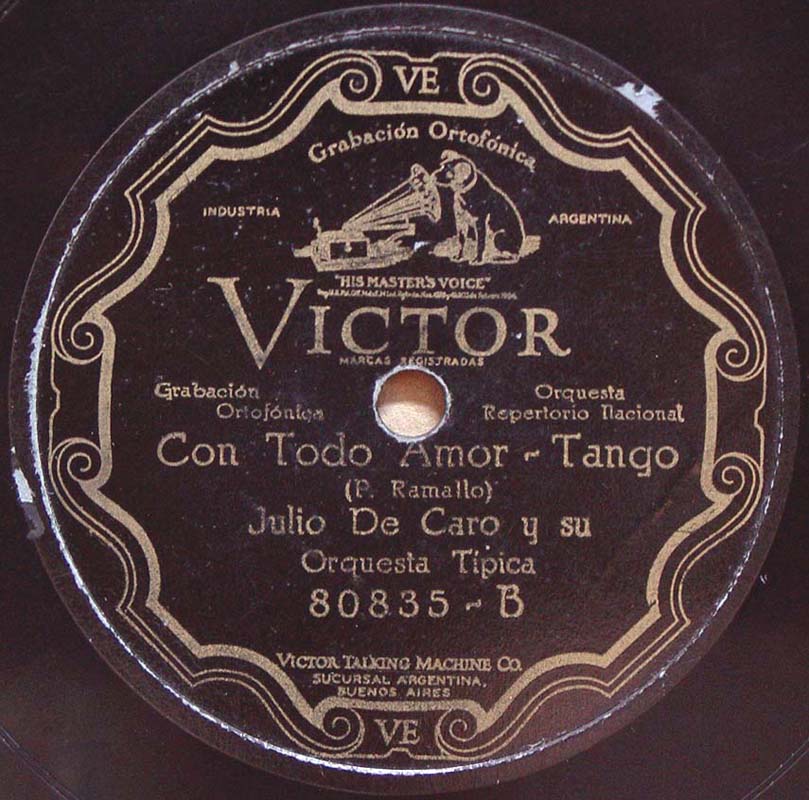 VE
Grabación Ortofónica
INDUSTRIA ARGENTINA
"HIS MASTER'S VOICE"
VICTOR
MARCAS REGISTRADAS
Grabación Orquesta
Ortofónica Repertorio Nacional
Con Todo Amor - Tango
(P. Ramallo)
Julio De Caro y su
Orquesta Típica
80835 - B
VICTOR TALKING MACHINE CO.
SUCURSAL ARGENTINA,
BUENOS AIRES
VE